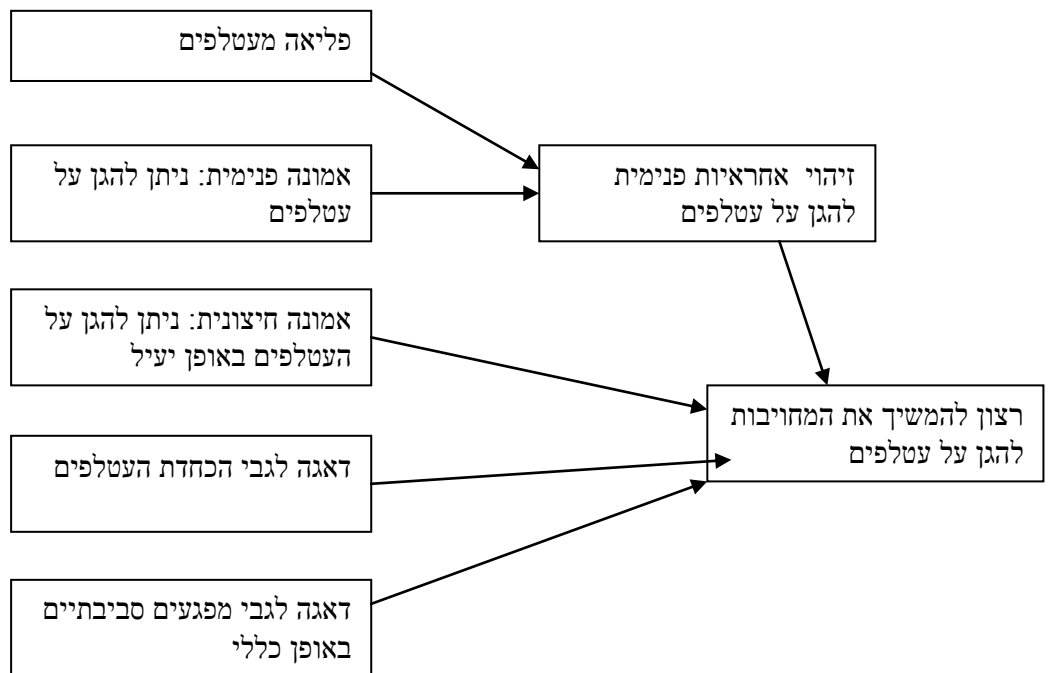 פליאה מעטלפים
אמונה פנימית: ניתן להגן על
עטלפים
זיהוי אחראיות פנימית
להגן על עטלפים
אמונה חיצונית: ניתן להגן על
העטלפים באופן יעיל
רצון להמשיך את המחויבות
להגן על עטלפים
דאגה לגבי הכחדת העטלפים
דאגה לגבי מפגעים סביבתיים
באופן כללי